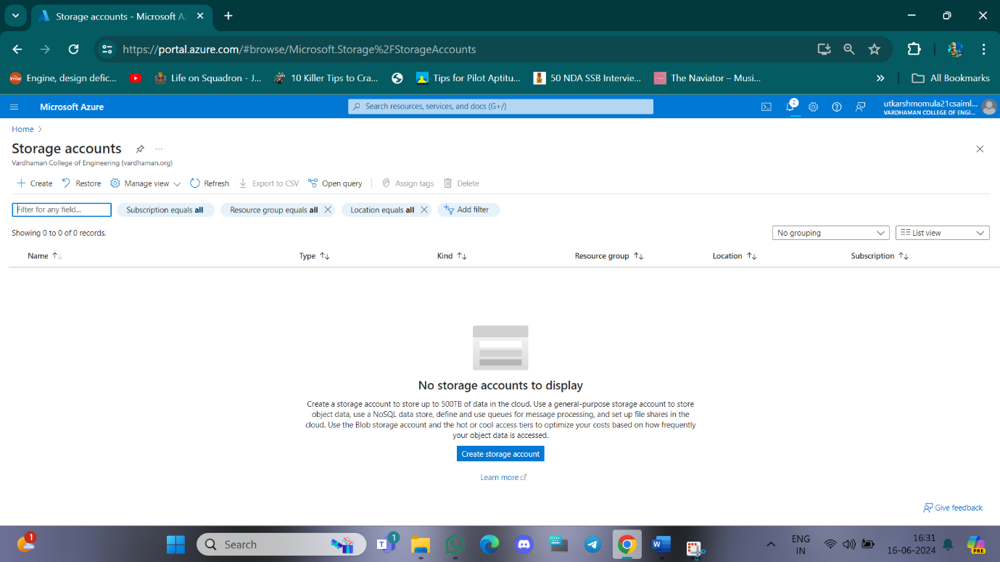 Storage accounts - Microsoft A
https://portal.azure.com/#browse/Microsoft.Storage%2FStorageAccounts
Engine, design defic... Life on Squadron - J... 10 Killer Tips to Cra... Tips for Pilot Aptitu... 50 NDA SSB Intervie... The Naviator – Musi... » All Bookmarks
Microsoft Azure Search resources, services, and docs (G+/) 2 utkarshmomula21csaiml...
VARDHAMAN COLLEGE OF ENGI...
Home >
Storage accounts ...
Vardhaman College of Engineering (vardhaman.org)
Create Restore Manage view Refresh Export to CSV Open query Assign tags Delete
Filter for any field... Subscription equals all Resource group equals all Location equals all Add filter
Showing 0 to 0 of 0 records. No grouping List view
Name Type Kind Resource group Location Subscription
No storage accounts to display
Create a storage account to store up to 500TB of data in the cloud. Use a general-purpose storage account to store
object data, use a NoSQL data store, define and use queues for message processing, and set up file shares in the
cloud. Use the Blob storage account and the hot or cool access tiers to optimize your costs based on how frequently
your object data is accessed.
Create storage account
Learn more
Give feedback
1 Search T 1 W ENG 16:31
IN 16-06-2024 PRE